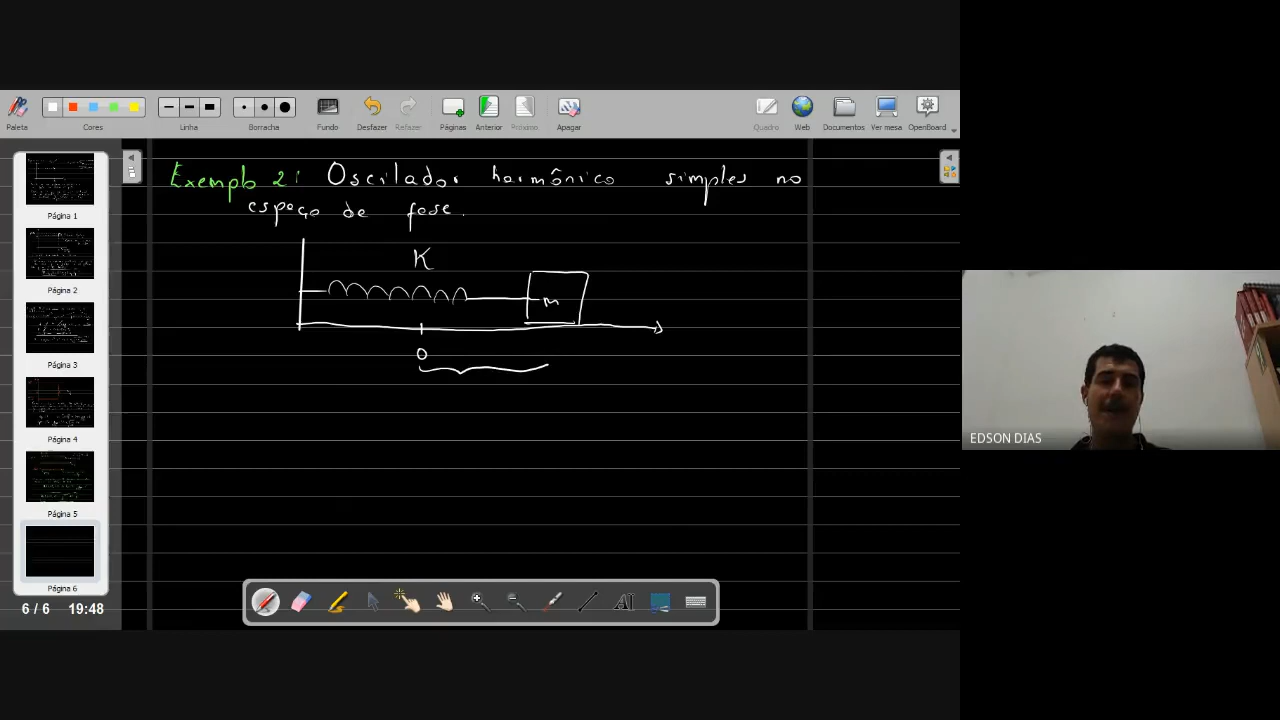 Paleta
Cores
Linha
Borracha
Fundo
Desfazer
Refazer
Páginas
Anterior
Próximo
Apagar
Quadro
Web
Documentos
Ver mesa
OpenBoard
Página 1
Página 2
Página 3
Página 4
Página 5
Página 6
6 / 6 19:48
Exemplo 2: Oscilador harmônico simples no
espaço de fase.
K
m
0
EDSON DIAS